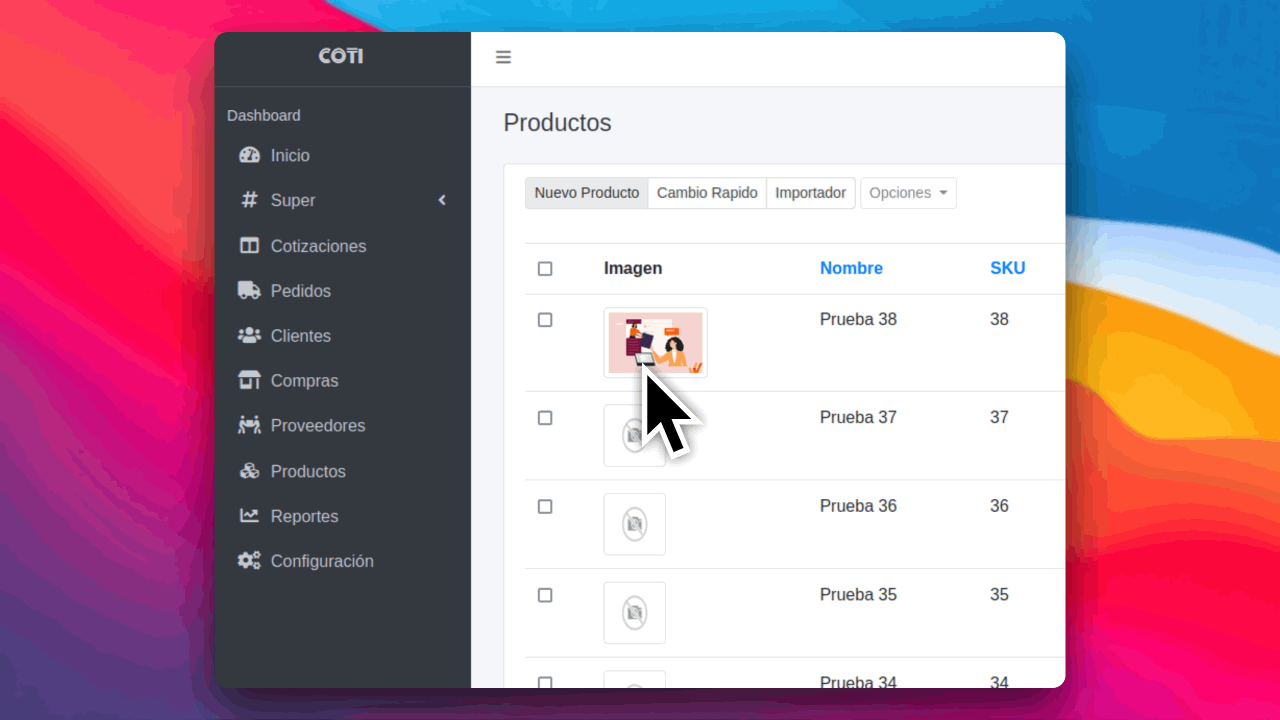 COTI
Dashboard
Inicio
Super
Cotizaciones
Pedidos
Clientes
Compras
Proveedores
Productos
Reportes
Configuración
Productos
Nuevo Producto Cambio Rapido Importador Opciones
Imagen Nombre SKU
Prueba 38 38
Prueba 37 37
Prueba 36 36
Prueba 35 35
Prueba 34 34